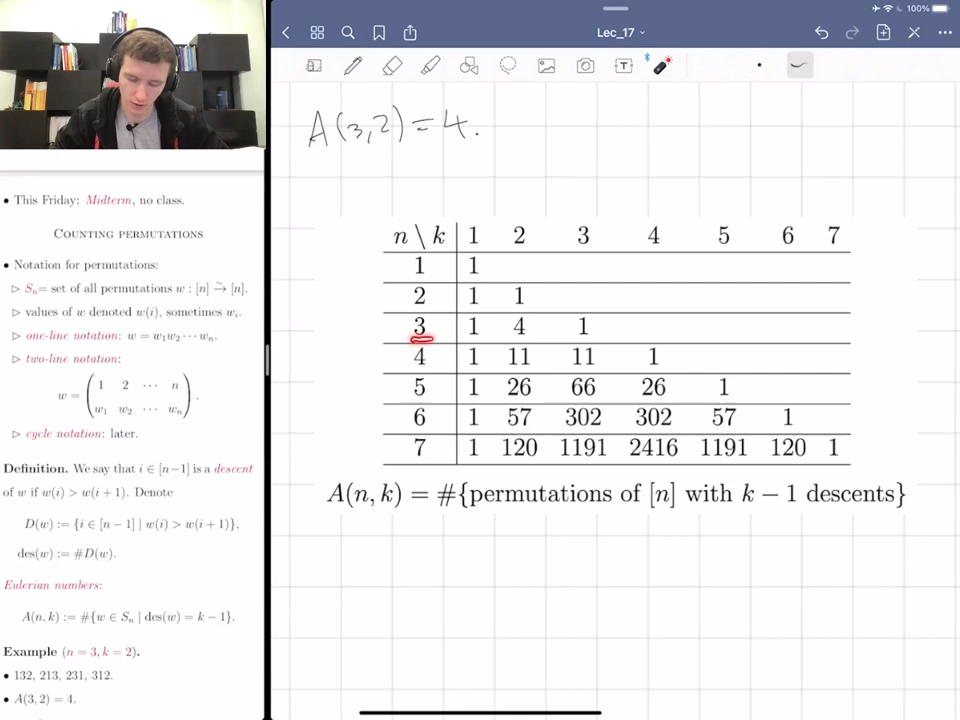 100%
Lec_17
• This Friday: Midterm, no class.
COUNTING PERMUTATIONS
• Notation for permutations:
▷ Sₙ= set of all permutations w : [n] →̃ [n].
▷ values of w denoted w(i), sometimes wᵢ.
▷ one-line notation: w = w₁w₂ ⋯ wₙ.
▷ two-line notation:
w = ( 1 2 ⋯ n
w₁ w₂ ⋯ wₙ ).
▷ cycle notation: later.
Definition. We say that i ∈ [n−1] is a descent
of w if w(i) > w(i + 1). Denote
D(w) := {i ∈ [n − 1] | w(i) > w(i + 1)},
des(w) := #D(w).
Eulerian numbers:
A(n, k) := #{w ∈ Sₙ | des(w) = k − 1}.
Example (n = 3, k = 2).
• 132, 213, 231, 312.
• A(3, 2) = 4.
A(3,2) = 4.
n \ k 1 2 3 4 5 6 7
1 1
2 1 1
3 1 4 1
4 1 11 11 1
5 1 26 66 26 1
6 1 57 302 302 57 1
7 1 120 1191 2416 1191 120 1
A(n, k) = #{permutations of [n] with k − 1 descents}